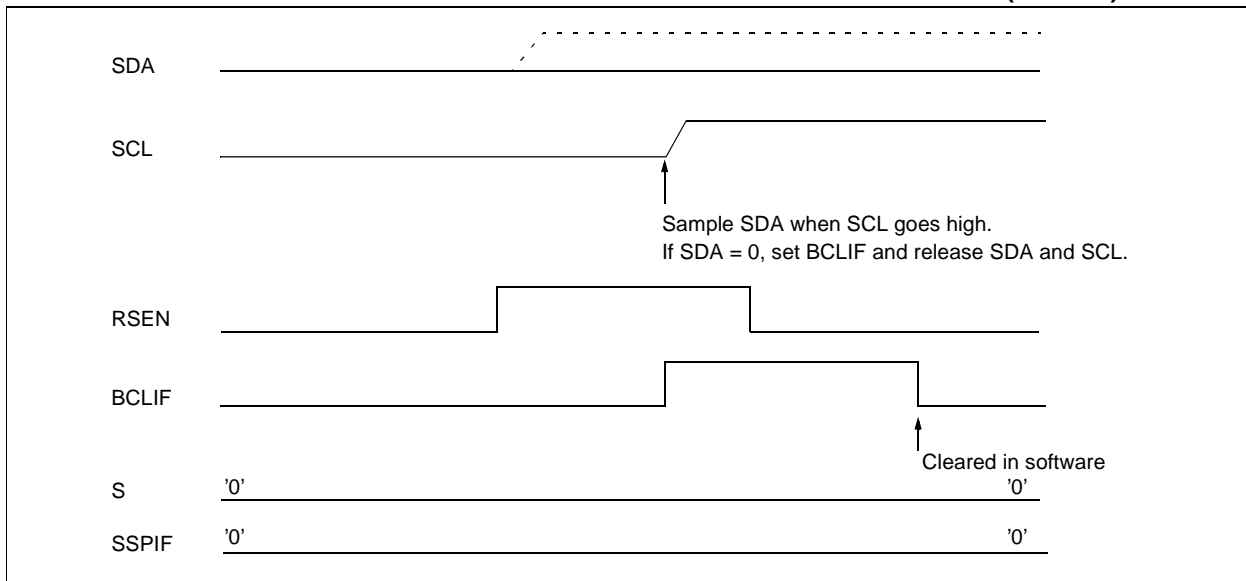 SDA
SCL
Sample SDA when SCL goes high.
If SDA = 0, set BCLIF and release SDA and SCL.
RSEN
BCLIF
Cleared in software
S '0' '0'
SSPIF '0' '0'